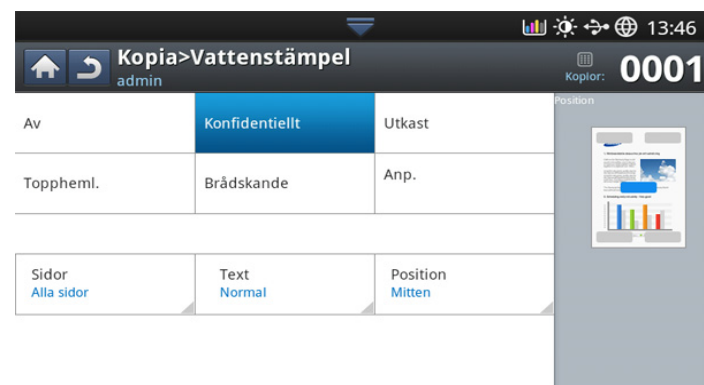 13:46
Kopia>Vattenstämpel
admin
Kopior: 0001
Av
Konfidentiellt
Utkast
Toppheml.
Brådskande
Anp.
Sidor
Alla sidor
Text
Normal
Position
Mitten
Position